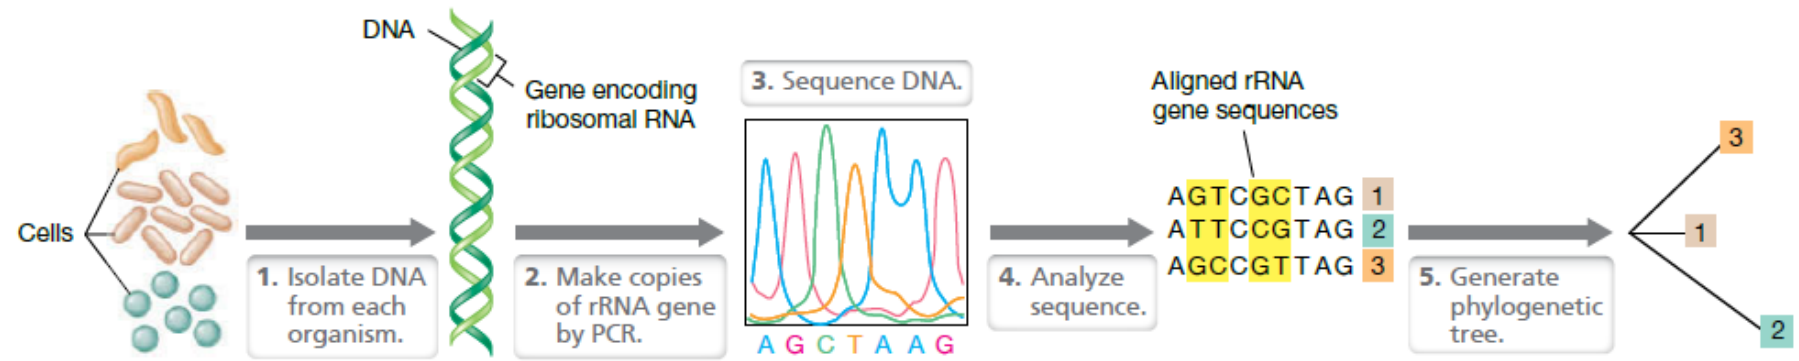 Cells
1. Isolate DNA
from each
organism.
DNA
Gene encoding
ribosomal RNA
2. Make copies
of rRNA gene
by PCR.
3. Sequence DNA.
A G C T A A G
4. Analyze
sequence.
Aligned rRNA
gene sequences
AGTCGCTAG 1
ATTCCGTAG 2
AGCCGTTAG 3
5. Generate
phylogenetic
tree.
3
1
2